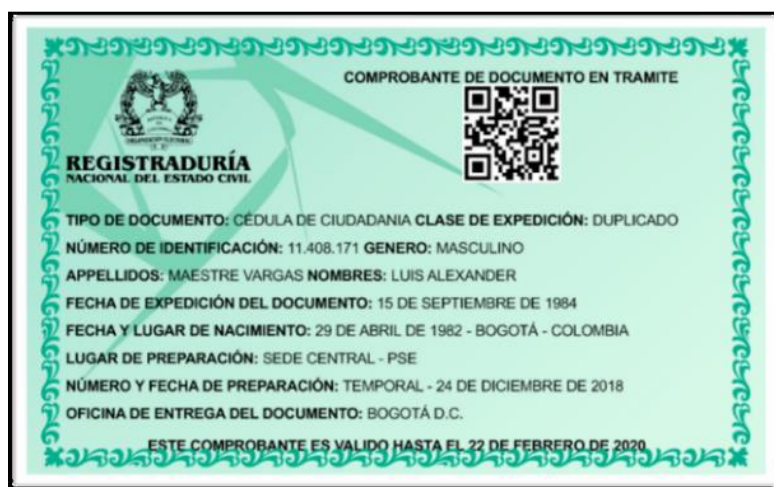 COMPROBANTE DE DOCUMENTO EN TRAMITE
REGISTRADURÍA
NACIONAL DEL ESTADO CIVIL
TIPO DE DOCUMENTO: CÉDULA DE CIUDADANIA CLASE DE EXPEDICIÓN: DUPLICADO
NÚMERO DE IDENTIFICACIÓN: 11.408.171 GENERO: MASCULINO
APPELLIDOS: MAESTRE VARGAS NOMBRES: LUIS ALEXANDER
FECHA DE EXPEDICIÓN DEL DOCUMENTO: 15 DE SEPTIEMBRE DE 1984
FECHA Y LUGAR DE NACIMIENTO: 29 DE ABRIL DE 1982 - BOGOTÁ - COLOMBIA
LUGAR DE PREPARACIÓN: SEDE CENTRAL - PSE
NÚMERO Y FECHA DE PREPARACIÓN: TEMPORAL - 24 DE DICIEMBRE DE 2018
OFICINA DE ENTREGA DEL DOCUMENTO: BOGOTÁ D.C.
ESTE COMPROBANTE ES VALIDO HASTA EL 22 DE FEBRERO DE 2020